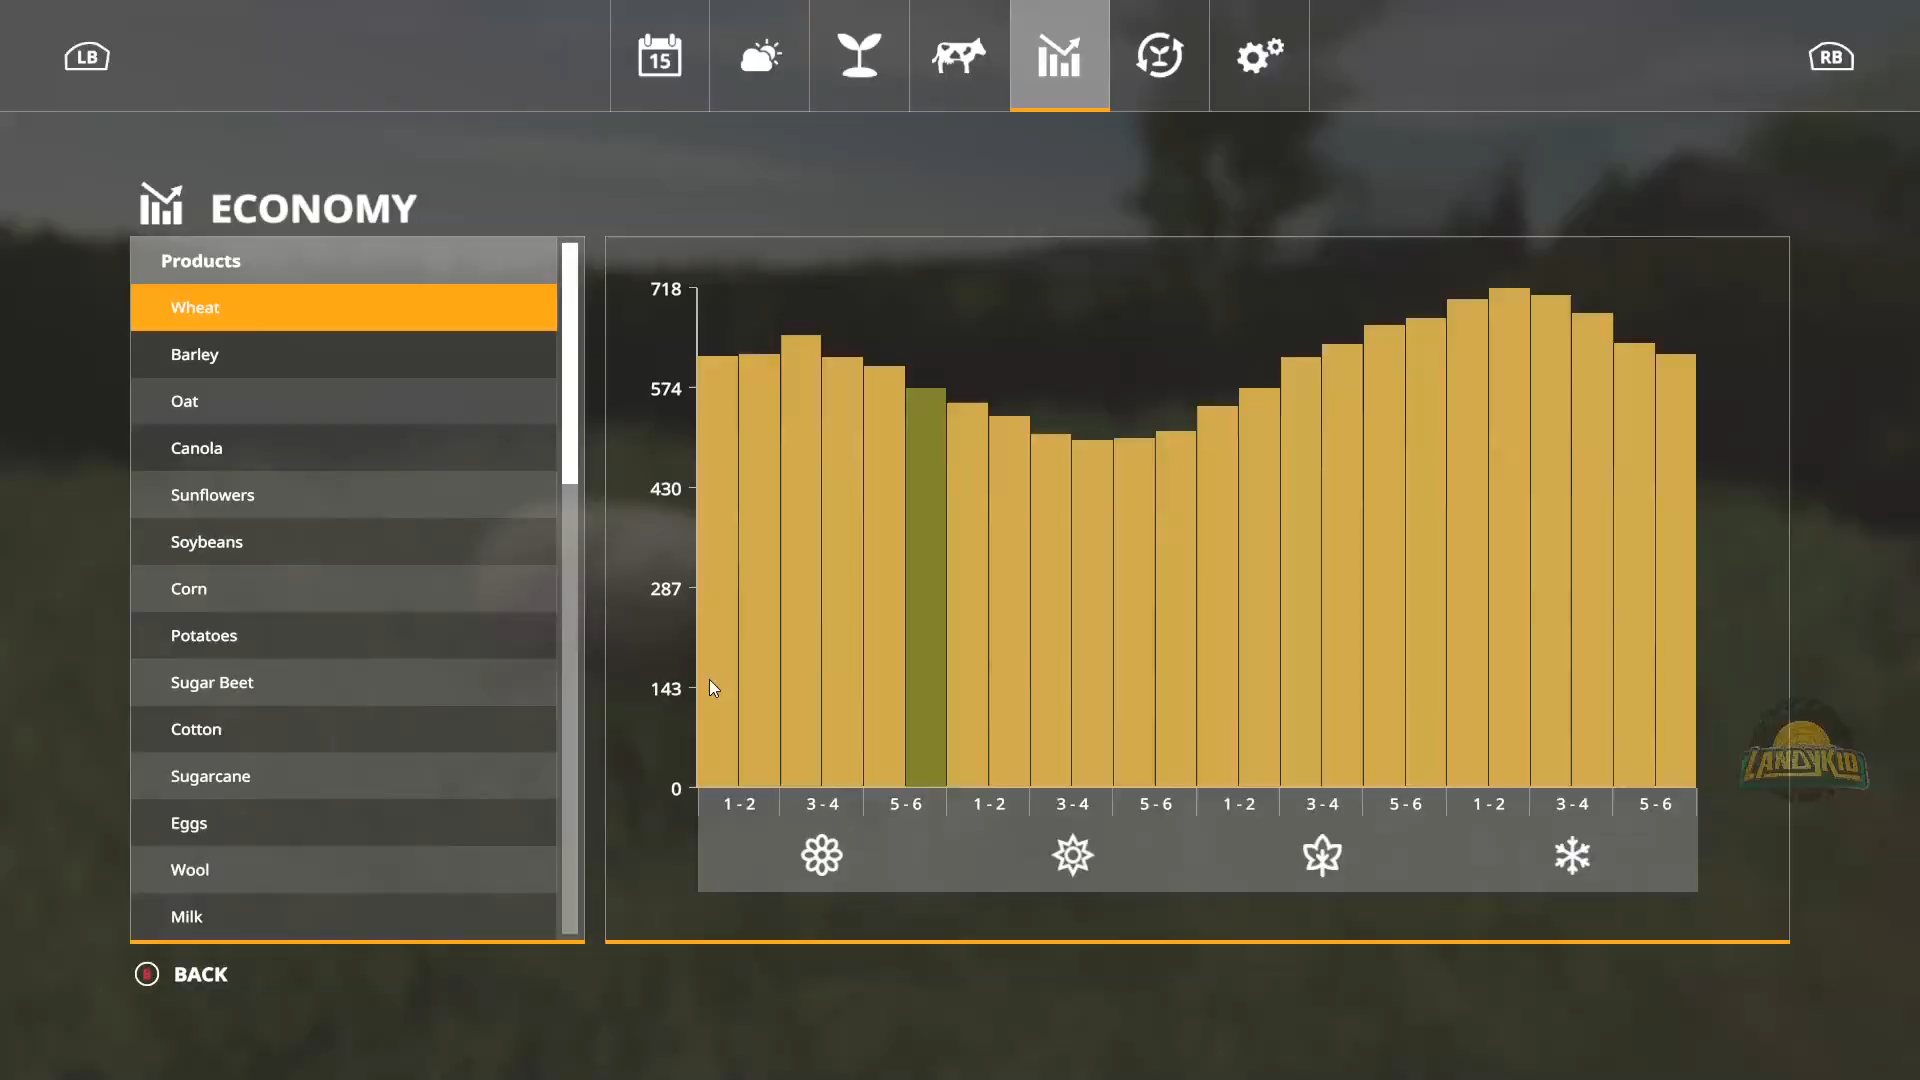 LB
15
RB
ECONOMY
Products
Wheat
Barley
Oat
Canola
Sunflowers
Soybeans
Corn
Potatoes
Sugar Beet
Cotton
Sugarcane
Eggs
Wool
Milk
718
574
430
287
143
0
1 - 2 3 - 4 5 - 6 1 - 2 3 - 4 5 - 6 1 - 2 3 - 4 5 - 6 1 - 2 3 - 4 5 - 6
LANDYKID
B BACK